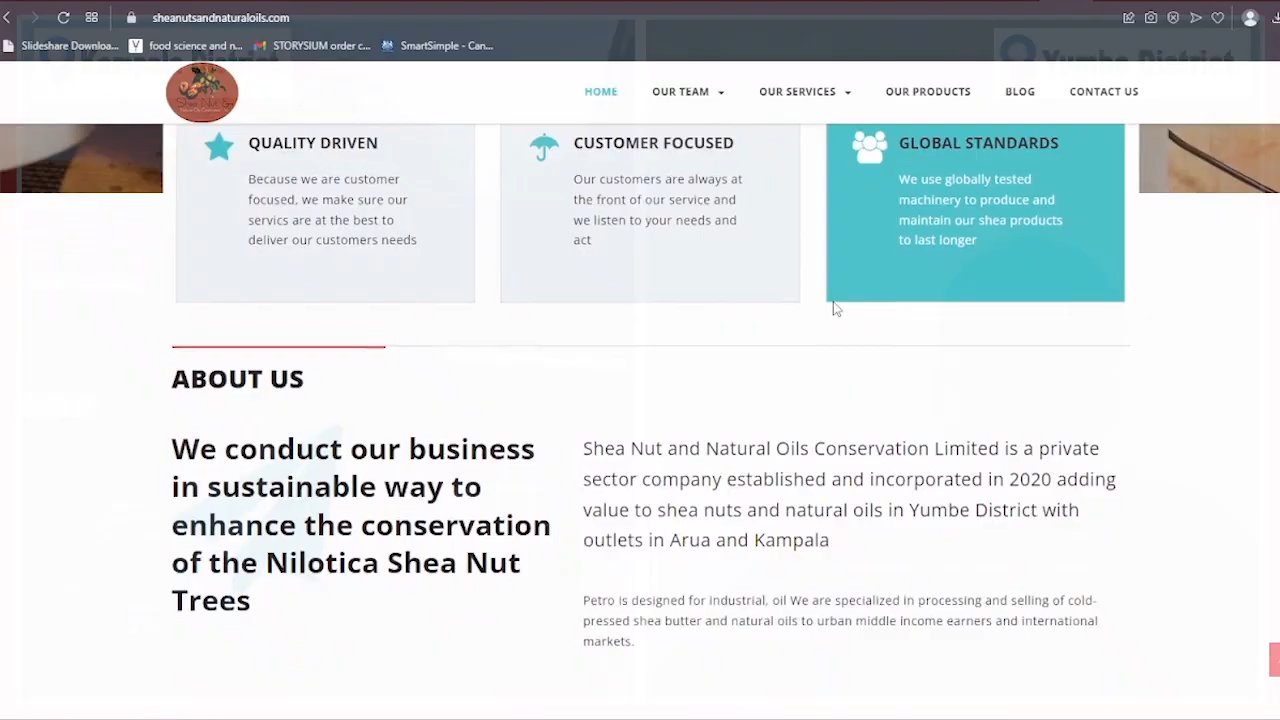 sheanutsandnaturaloils.com
Slideshare Downloa... food science and n... STORYSIUM order c... SmartSimple - Can...
Yumbe District
HOME OUR TEAM OUR SERVICES OUR PRODUCTS BLOG CONTACT US
QUALITY DRIVEN
Because we are customer
focused, we make sure our
servics are at the best to
deliver our customers needs
CUSTOMER FOCUSED
Our customers are always at
the front of our service and
we listen to your needs and
act
GLOBAL STANDARDS
We use globally tested
machinery to produce and
maintain our shea products
to last longer
ABOUT US
We conduct our business
in sustainable way to
enhance the conservation
of the Nilotica Shea Nut
Trees
Shea Nut and Natural Oils Conservation Limited is a private
sector company established and incorporated in 2020 adding
value to shea nuts and natural oils in Yumbe District with
outlets in Arua and Kampala
Petro is designed for industrial, oil We are specialized in processing and selling of cold-
pressed shea butter and natural oils to urban middle income earners and international
markets.